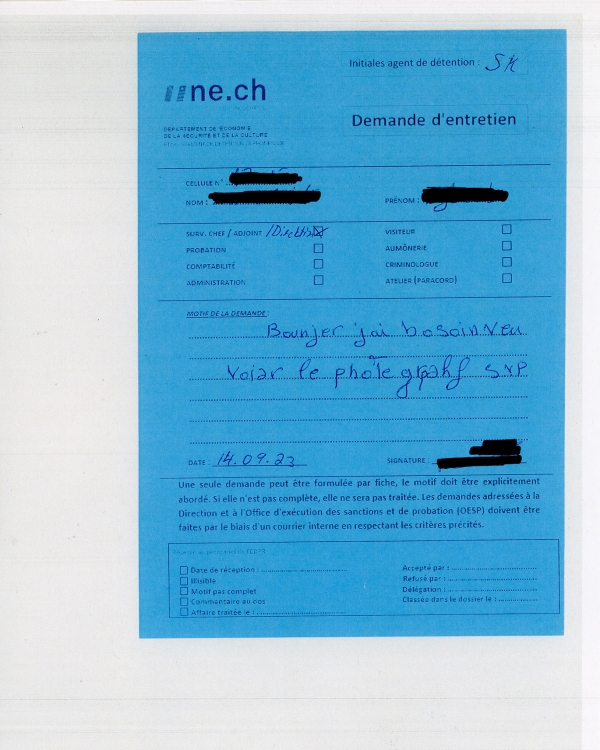 Initiales agent de détention : SK
ne.ch
Demande d'entretien
DÉPARTEMENT DE L'ÉCONOMIE
DE LA SÉCURITÉ ET DE LA CULTURE
CELLULE N° :
NOM :
PRÉNOM :
SURV. CHEF / ADJOINT /Direction
VISITEUR
PROBATION
AUMÔNERIE
COMPTABILITÉ
CRIMINOLOGUE
ADMINISTRATION
ATELIER (PARACORD)
MOTIF DE LA DEMANDE :
Bounjer j'ai bosoin veu
voiar le photegraphf SVP
DATE : 14.09.23
SIGNATURE :
Une seule demande peut être formulée par fiche, le motif doit être explicitement
abordé. Si elle n'est pas complète, elle ne sera pas traitée. Les demandes adressées à la
Direction et à l'Office d'exécution des sanctions et de probation (OESP) doivent être
faites par le biais d'un courrier interne en respectant les critères précités.
Date de réception :
Accepté par :
Illisible
Refusé par :
Motif pas complet
Délégation :
Commentaire au dos
Classée dans le dossier le :
Affaire traitée le :